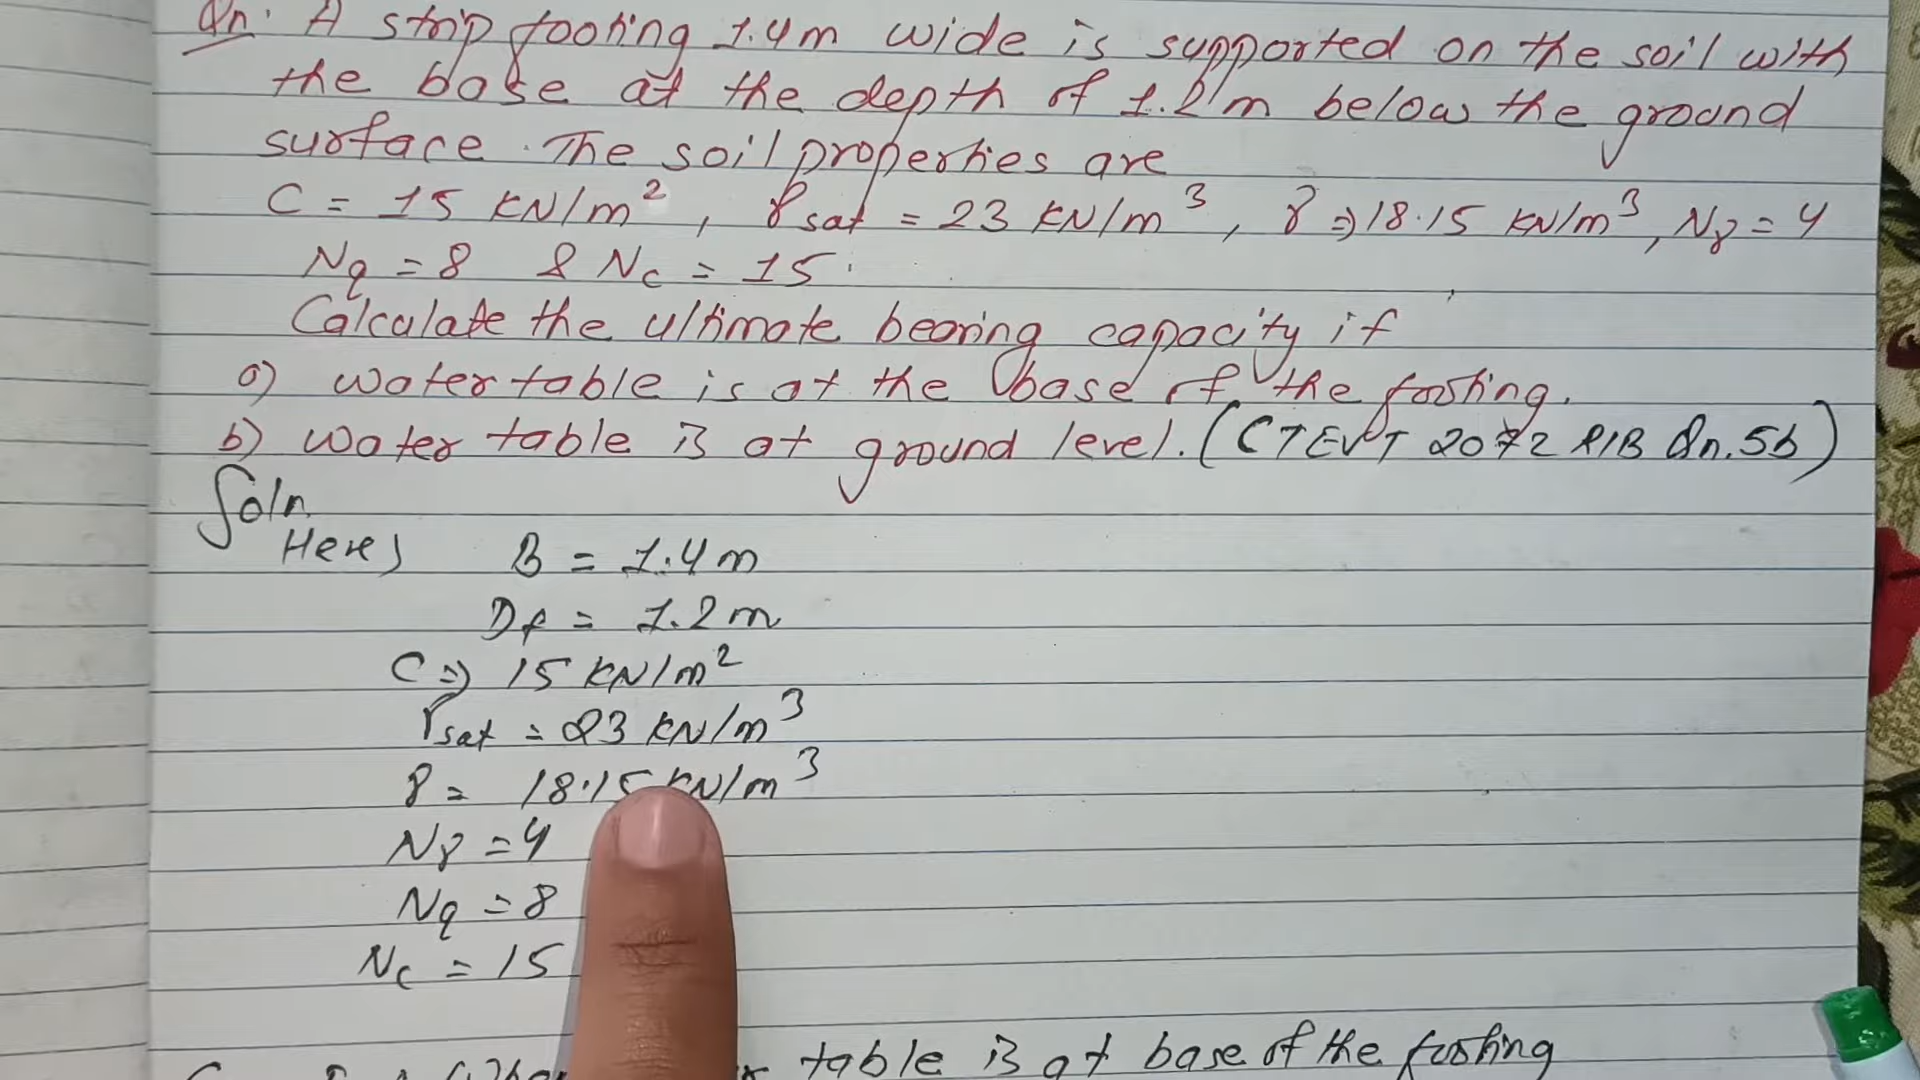 Qn. A strip footing 1.4m wide is supported on the soil with
the base at the depth of 1.2m below the ground
surface. The soil properties are
C = 15 KN/m², γsat = 23 KN/m³, γ ⇒ 18.15 KN/m³, Nγ = 4
Nq = 8 & Nc = 15.
Calculate the ultimate bearing capacity if
a) water table is at the base of the footing.
b) water table is at ground level. (CTEVT 2072 R/B Qn.5b)
Soln
Here, B = 1.4m
Df = 1.2m
C ⇒ 15 KN/m²
γsat = 23 KN/m³
γ = 18.15 KN/m³
Nγ = 4
Nq = 8
Nc = 15
table is at base of the footing